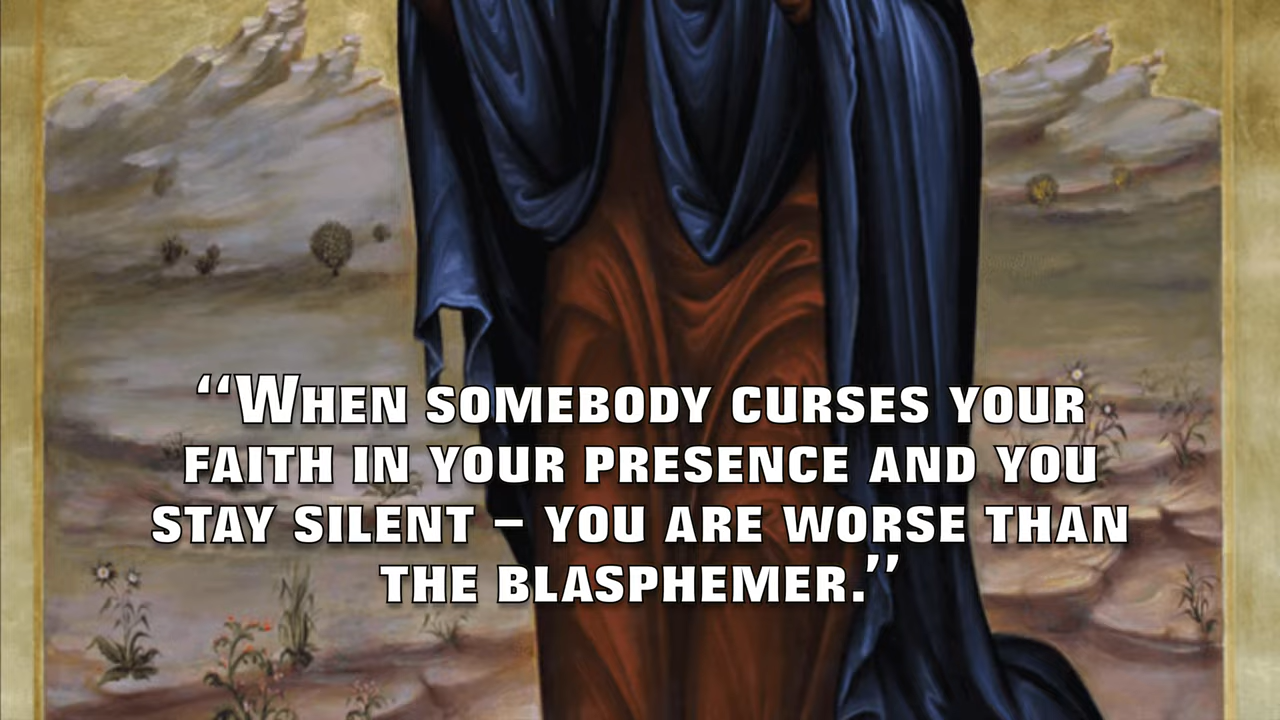 “When somebody curses your
faith in your presence and you
stay silent – you are worse than
the blasphemer.”